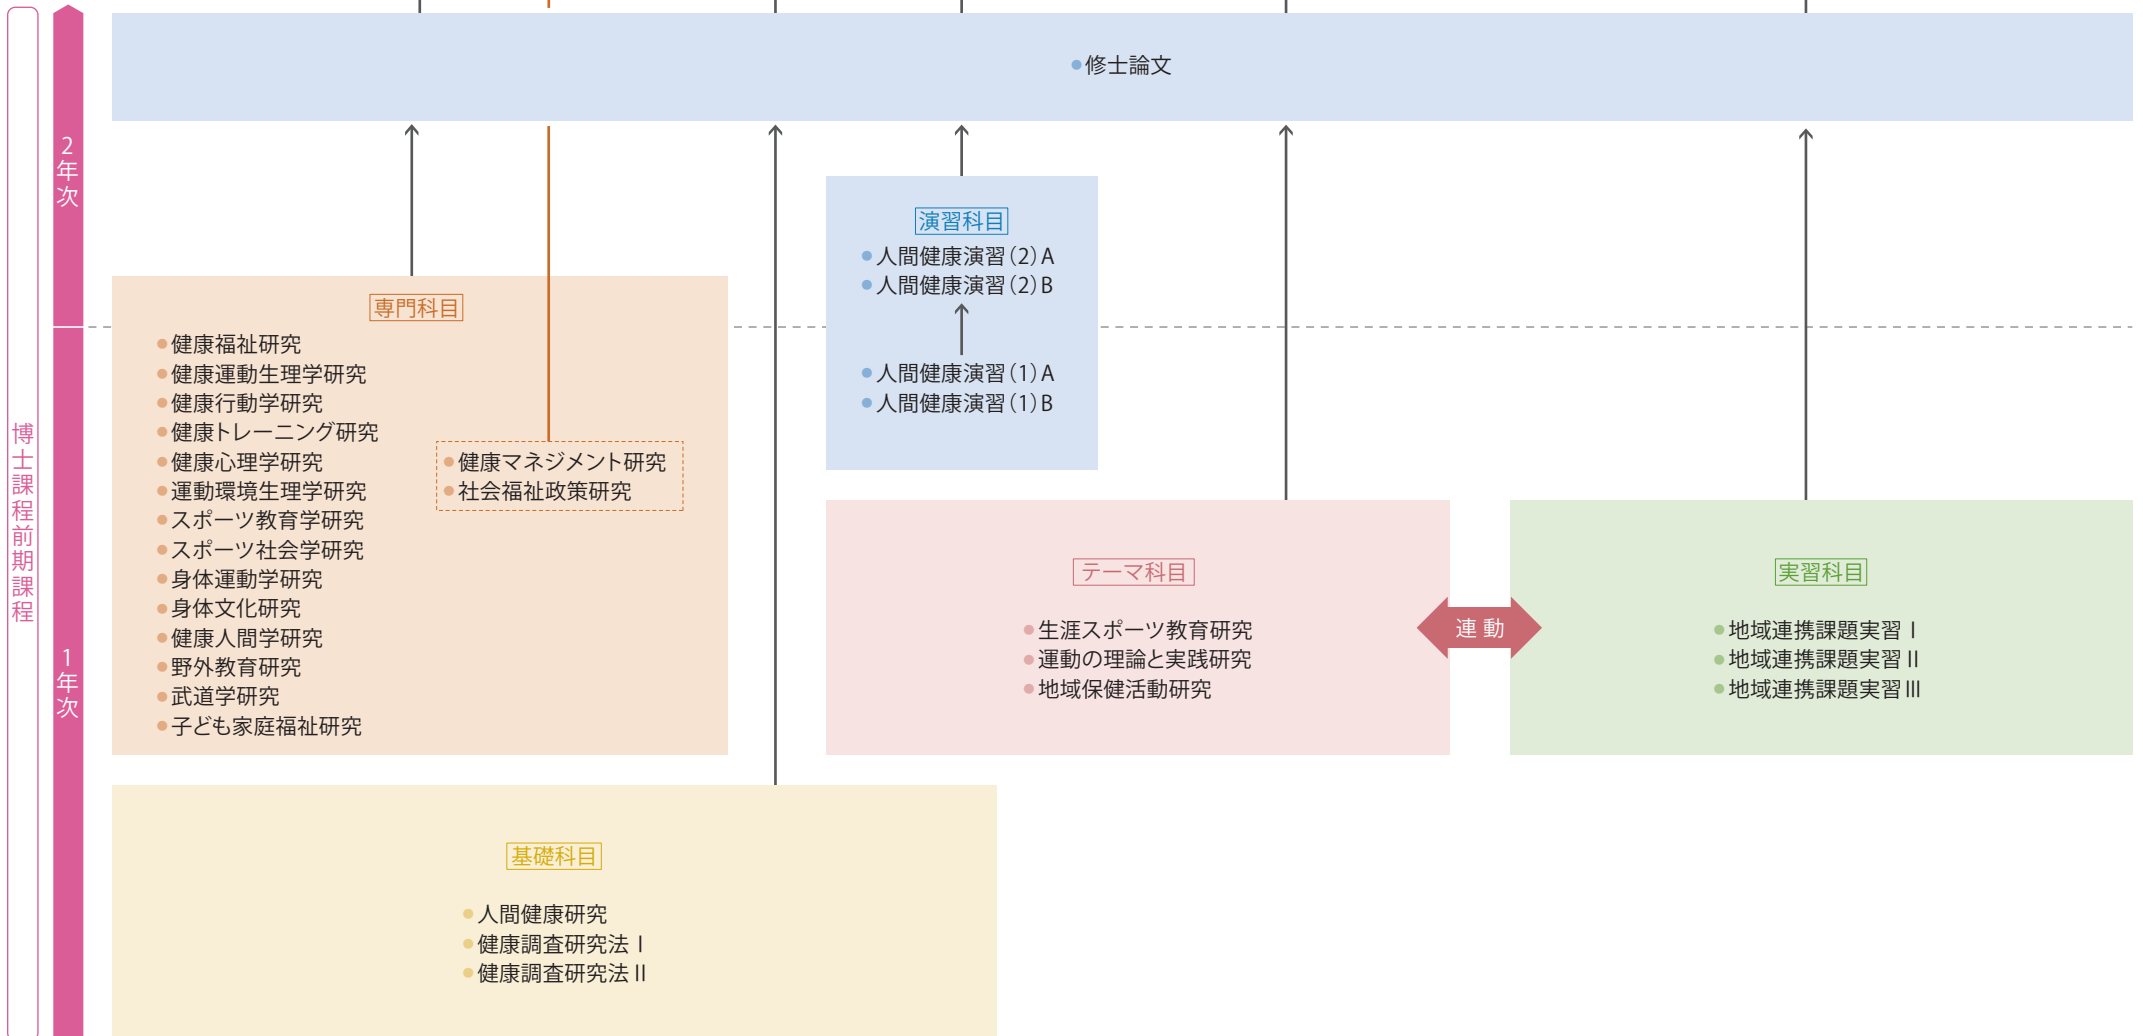 博士課程前期課程
2年次
1年次
修士論文
演習科目
人間健康演習(2)A
人間健康演習(2)B
人間健康演習(1)A
人間健康演習(1)B
専門科目
健康福祉研究
健康運動生理学研究
健康行動学研究
健康トレーニング研究
健康心理学研究
運動環境生理学研究
スポーツ教育学研究
スポーツ社会学研究
身体運動学研究
身体文化研究
健康人間学研究
野外教育研究
武道学研究
子ども家庭福祉研究
健康マネジメント研究
社会福祉政策研究
テーマ科目
生涯スポーツ教育研究
運動の理論と実践研究
地域保健活動研究
連動
実習科目
地域連携課題実習Ⅰ
地域連携課題実習Ⅱ
地域連携課題実習Ⅲ
基礎科目
人間健康研究
健康調査研究法Ⅰ
健康調査研究法Ⅱ